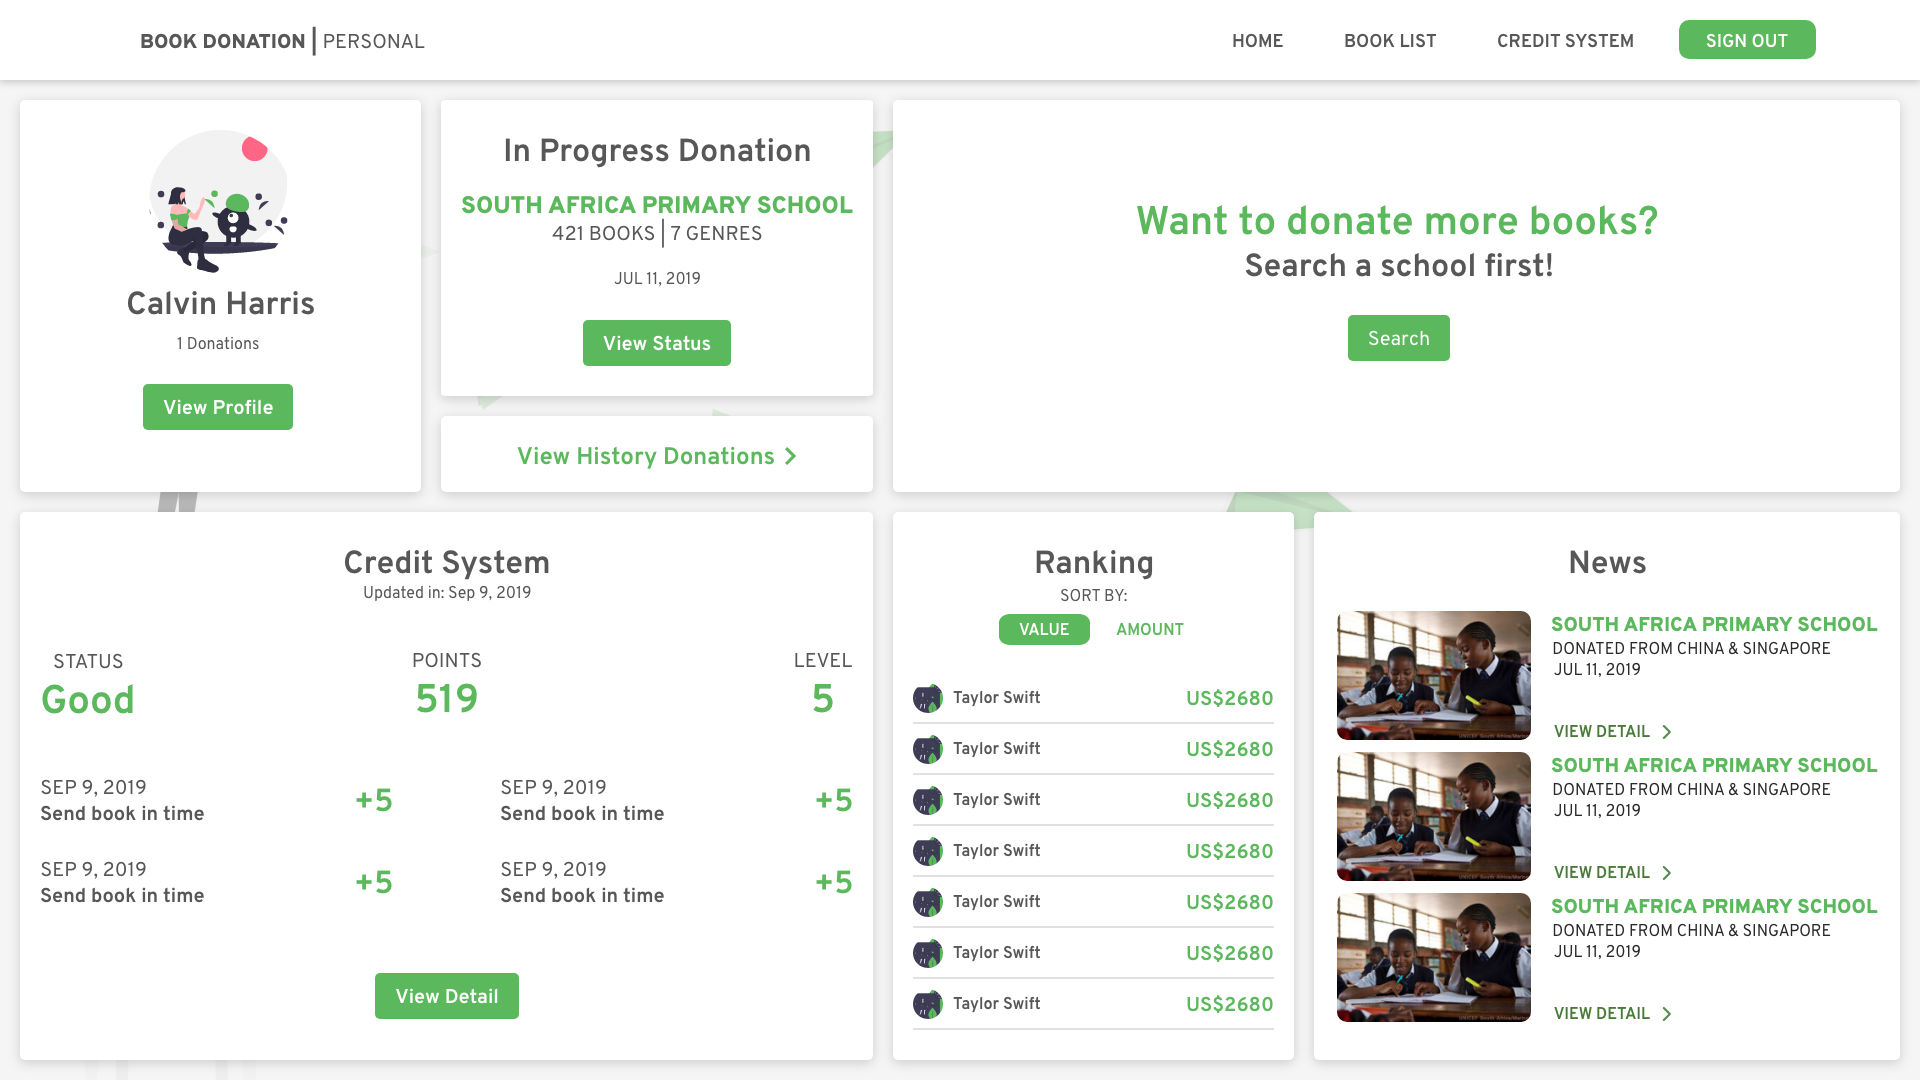 BOOK DONATION | PERSONAL
HOME
BOOK LIST
CREDIT SYSTEM
SIGN OUT
Calvin Harris
1 Donations
View Profile
In Progress Donation
SOUTH AFRICA PRIMARY SCHOOL
421 BOOKS | 7 GENRES
JUL 11, 2019
View Status
View History Donations
Want to donate more books?
Search a school first!
Search
Credit System
Updated in: Sep 9, 2019
STATUS
Good
POINTS
519
LEVEL
5
SEP 9, 2019
Send book in time
+5
SEP 9, 2019
Send book in time
+5
SEP 9, 2019
Send book in time
+5
SEP 9, 2019
Send book in time
+5
View Detail
Ranking
SORT BY:
VALUE
AMOUNT
Taylor Swift US$2680
Taylor Swift US$2680
Taylor Swift US$2680
Taylor Swift US$2680
Taylor Swift US$2680
Taylor Swift US$2680
Taylor Swift US$2680
News
SOUTH AFRICA PRIMARY SCHOOL
DONATED FROM CHINA & SINGAPORE
JUL 11, 2019
VIEW DETAIL
SOUTH AFRICA PRIMARY SCHOOL
DONATED FROM CHINA & SINGAPORE
JUL 11, 2019
VIEW DETAIL
SOUTH AFRICA PRIMARY SCHOOL
DONATED FROM CHINA & SINGAPORE
JUL 11, 2019
VIEW DETAIL